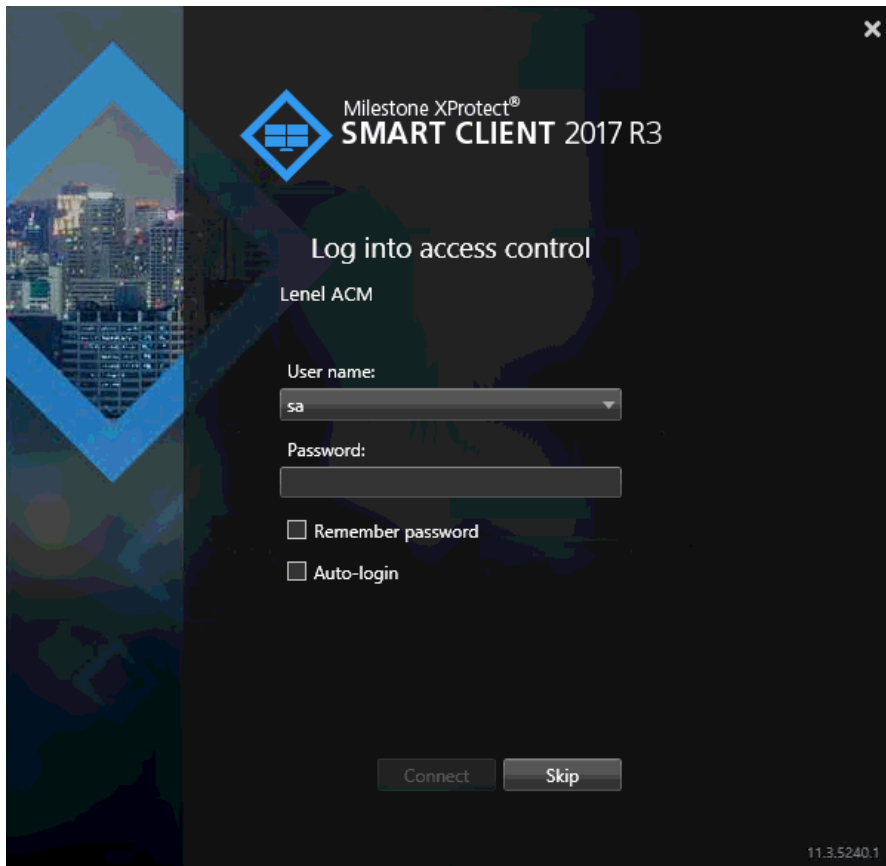 Milestone XProtect®
SMART CLIENT 2017 R3
Log into access control
Lenel ACM
User name:
sa
Password:
Remember password
Auto-login
Connect
Skip
11.3.5240.1